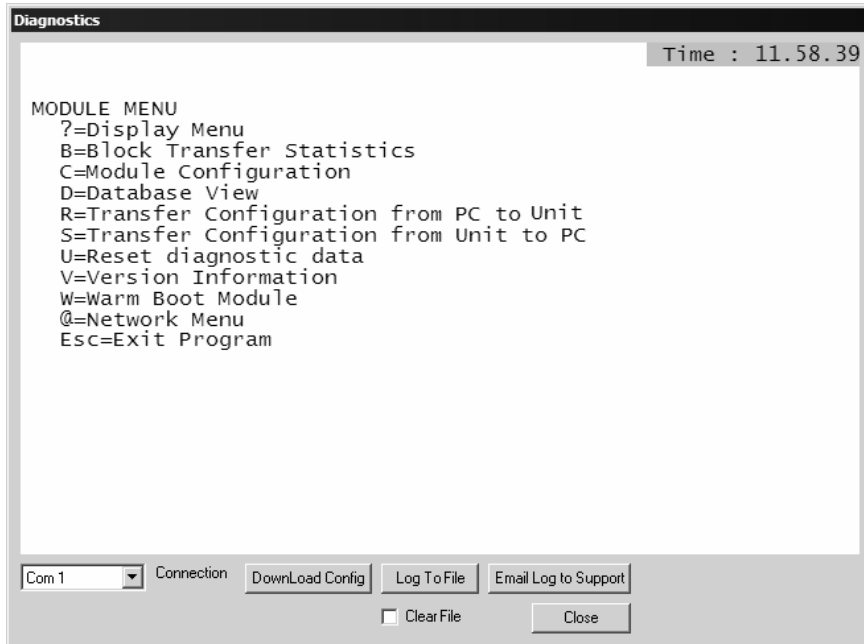 Diagnostics
Time : 11.58.39
MODULE MENU
?=Display Menu
B=Block Transfer Statistics
C=Module Configuration
D=Database View
R=Transfer Configuration from PC to Unit
S=Transfer Configuration from Unit to PC
U=Reset diagnostic data
V=Version Information
W=Warm Boot Module
@=Network Menu
Esc=Exit Program
Com 1 Connection DownLoad Config Log To File Email Log to Support
Clear File Close